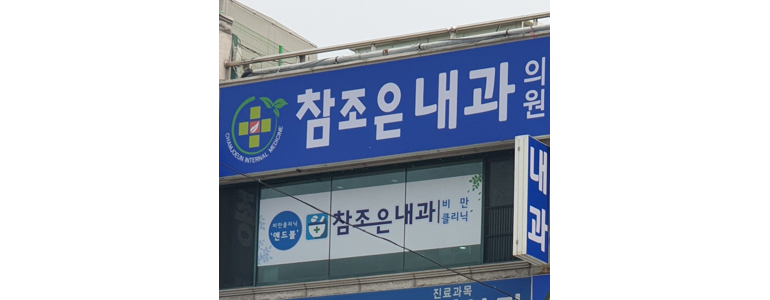 참조은내과의원
CHAMJOEUN INTERNAL MEDICINE
비만클리닉
'앤드볼'
참조은내과
비만
클리닉
내과
진료과목